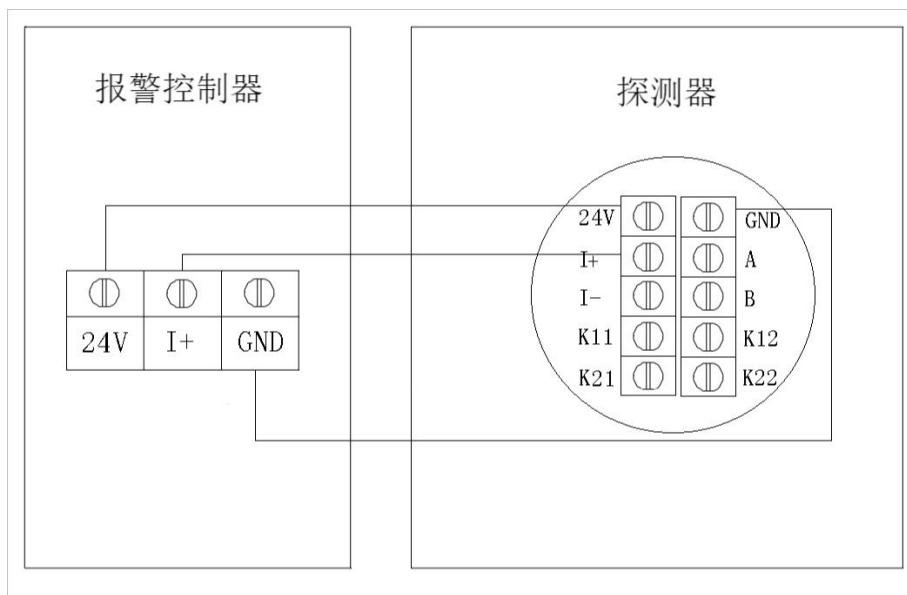 报警控制器
探测器
24V
GND
I+
A
I-
B
K11
K12
K21
K22
24V
I+
GND